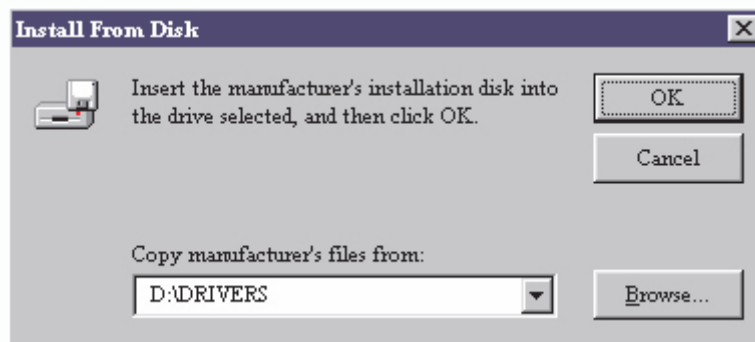 Install From Disk
Insert the manufacturer's installation disk into
the drive selected, and then click OK.
OK
Cancel
Copy manufacturer's files from:
D:\DRIVERS
Browse...